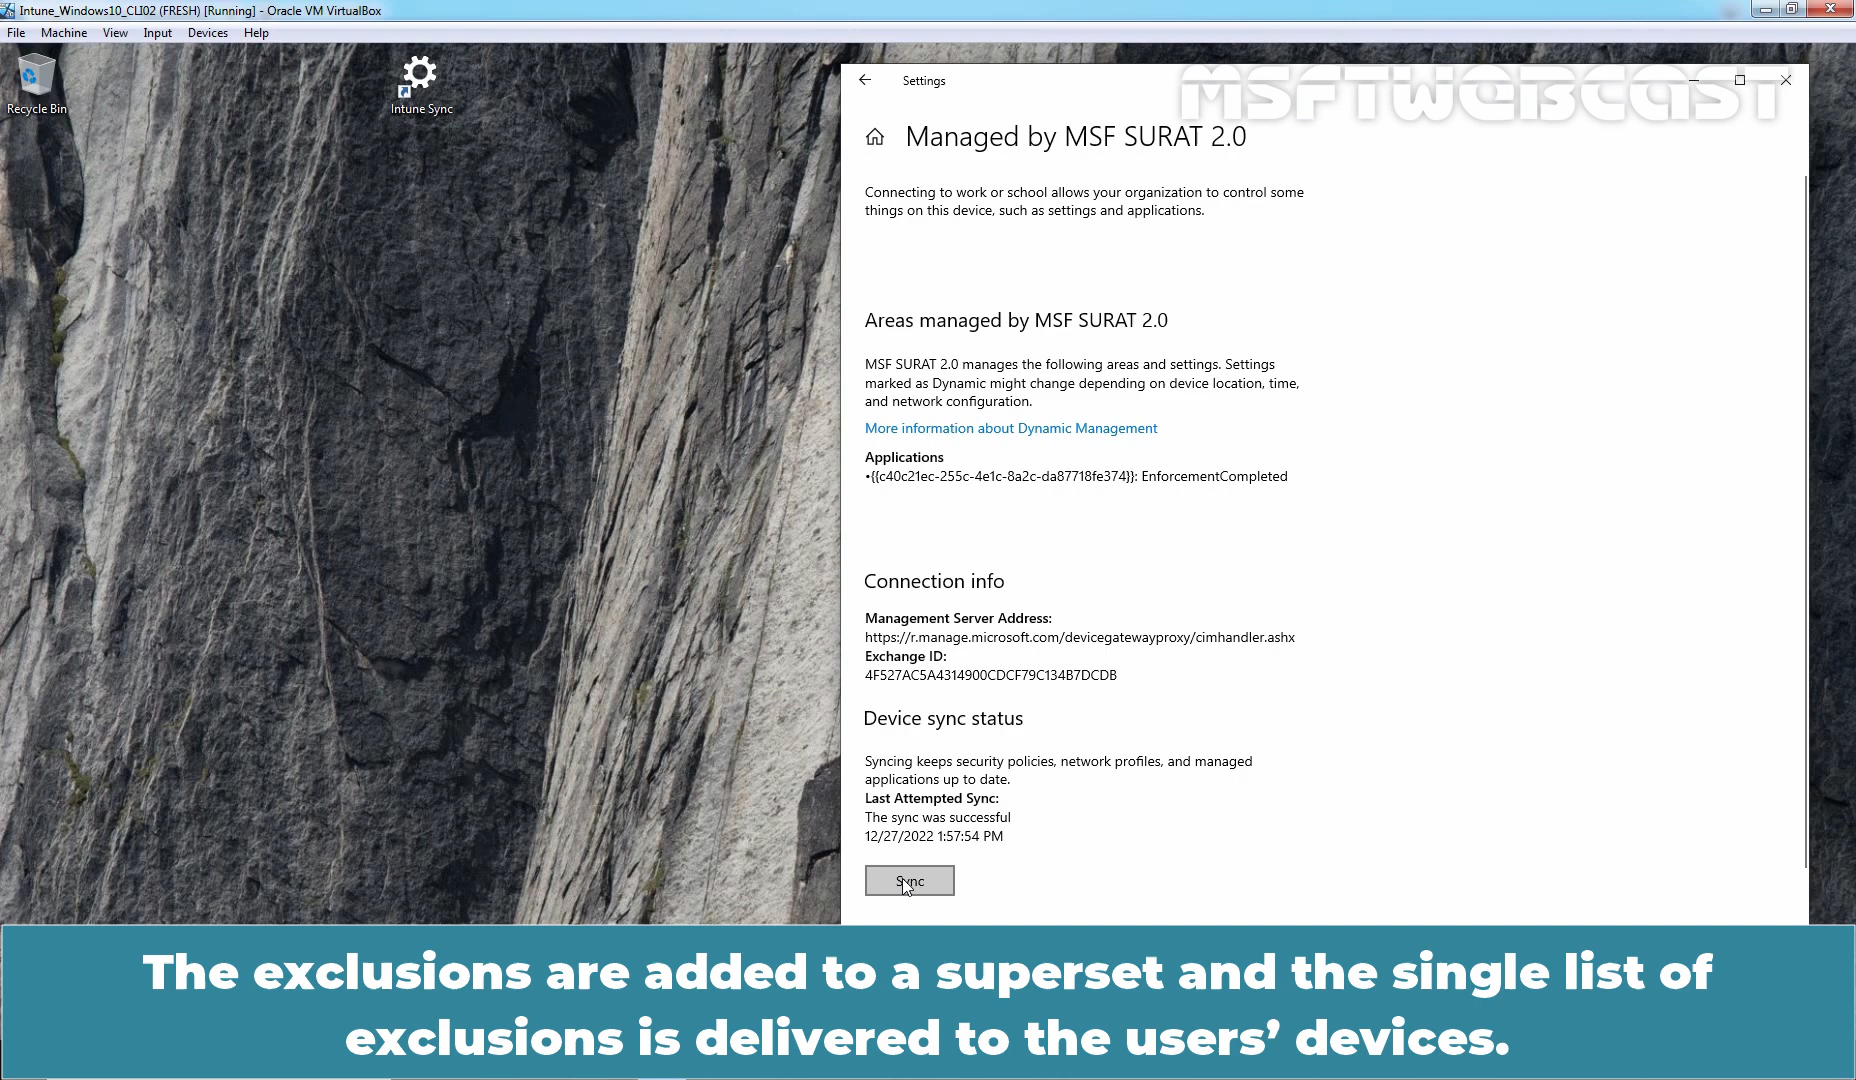 Intune_Windows10_CLI02 (FRESH) [Running] - Oracle VM VirtualBox
File Machine View Input Devices Help
Recycle Bin
Intune Sync
Settings
MSFTWEBCAST
Managed by MSF SURAT 2.0
Connecting to work or school allows your organization to control some
things on this device, such as settings and applications.
Areas managed by MSF SURAT 2.0
MSF SURAT 2.0 manages the following areas and settings. Settings
marked as Dynamic might change depending on device location, time,
and network configuration.
More information about Dynamic Management
Applications
•{{c40c21ec-255c-4e1c-8a2c-da87718fe374}}: EnforcementCompleted
Connection info
Management Server Address:
https://r.manage.microsoft.com/devicegatewayproxy/cimhandler.ashx
Exchange ID:
4F527AC5A4314900CDCF79C134B7DCDB
Device sync status
Syncing keeps security policies, network profiles, and managed
applications up to date.
Last Attempted Sync:
The sync was successful
12/27/2022 1:57:54 PM
Sync
The exclusions are added to a superset and the single list of
exclusions is delivered to the users’ devices.